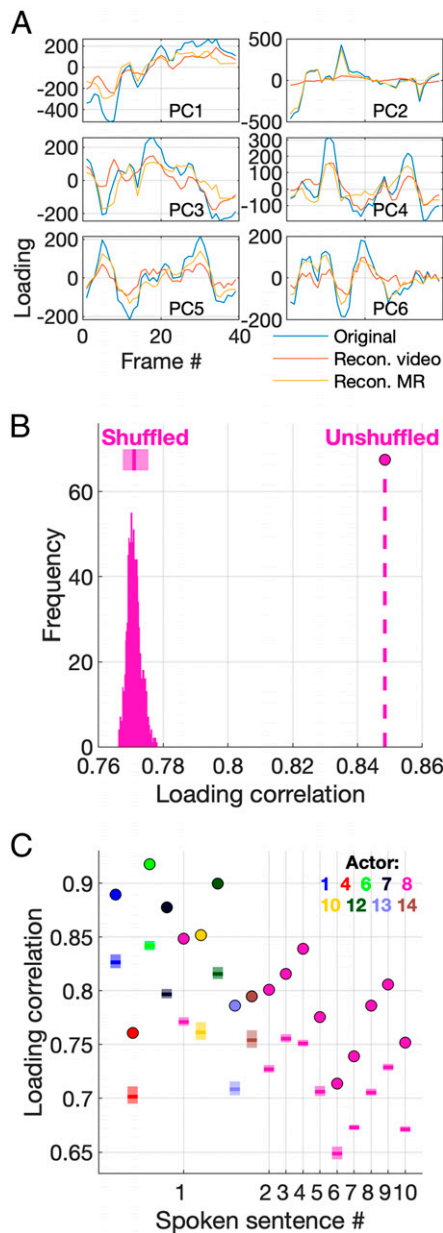 A
200
0
-200
-400
PC1
500
0
-500
PC2
200
0
-200
PC3
300
200
100
0
-100
PC4
200
0
-200
PC5
0 20 40
Frame #
200
0
-200
PC6
Loading
Original
Recon. video
Recon. MR
B
Shuffled Unshuffled
60
40
20
0
Frequency
0.76 0.78 0.8 0.82 0.84 0.86
Loading correlation
C
Actor:
1 4 6 7 8
10 12 13 14
0.9
0.85
0.8
0.75
0.7
0.65
Loading correlation
1 2 3 4 5 6 7 8 9 10
Spoken sentence #